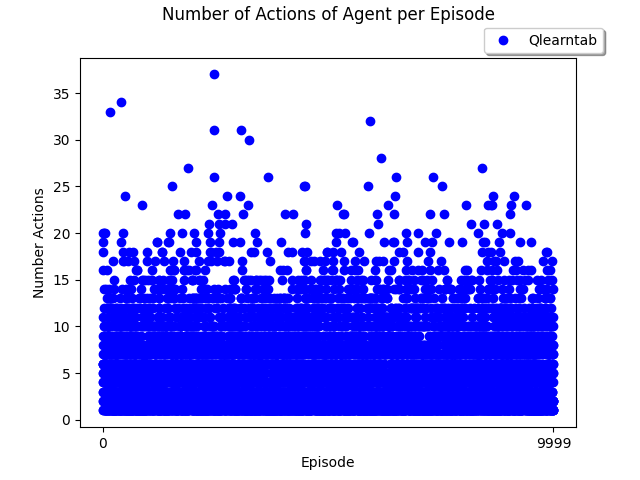 Number of Actions of Agent per Episode
Qlearntab
35
30
25
20
15
10
5
0
Number Actions
0 9999
Episode